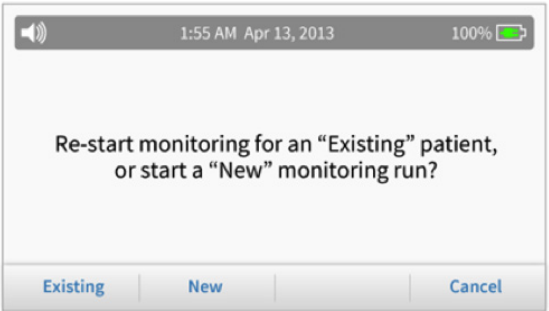 1:55 AM Apr 13, 2013 100%
Re-start monitoring for an “Existing” patient,
or start a “New” monitoring run?
Existing New Cancel